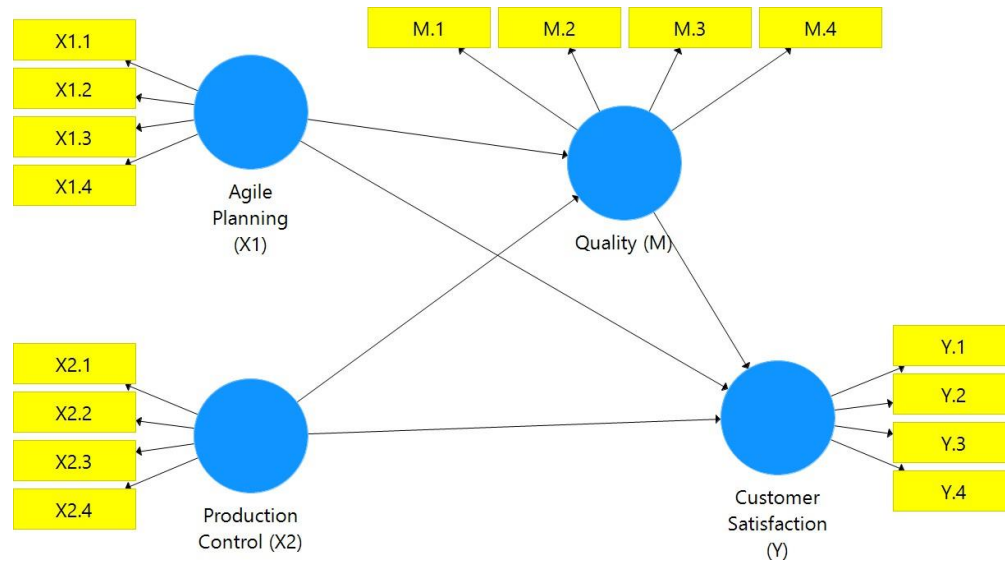 X1.1
X1.2
X1.3
X1.4
Agile
Planning
(X1)
M.1
M.2
M.3
M.4
Quality (M)
X2.1
X2.2
X2.3
X2.4
Production
Control (X2)
Y.1
Y.2
Y.3
Y.4
Customer
Satisfaction
(Y)